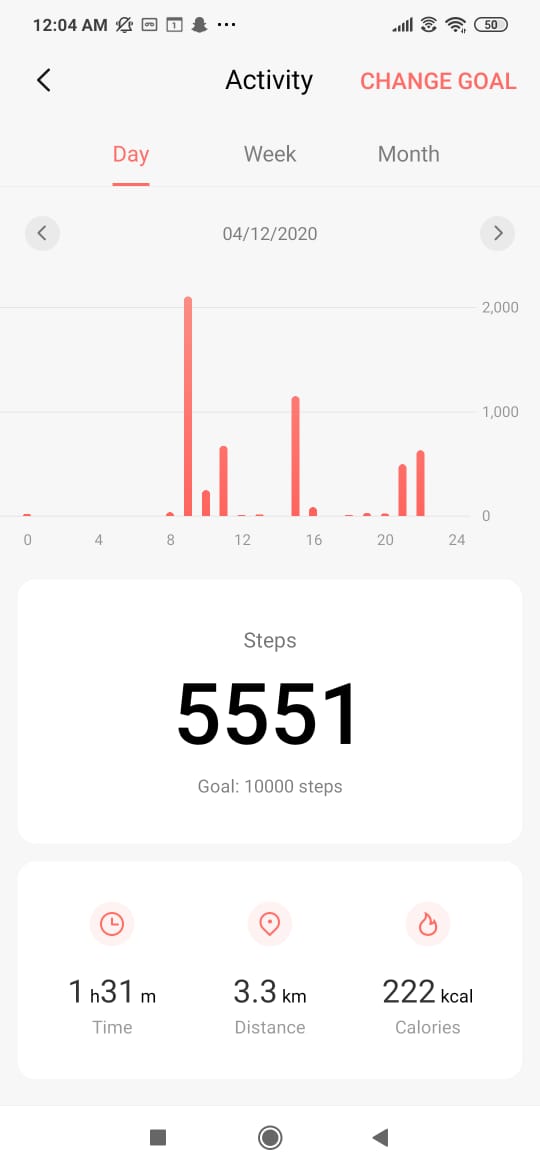 12:04 AM 1 ... 50
Activity CHANGE GOAL
Day Week Month
04/12/2020
2,000
1,000
0
0 4 8 12 16 20 24
Steps
5551
Goal: 10000 steps
1 h31 m 3.3 km 222 kcal
Time Distance Calories